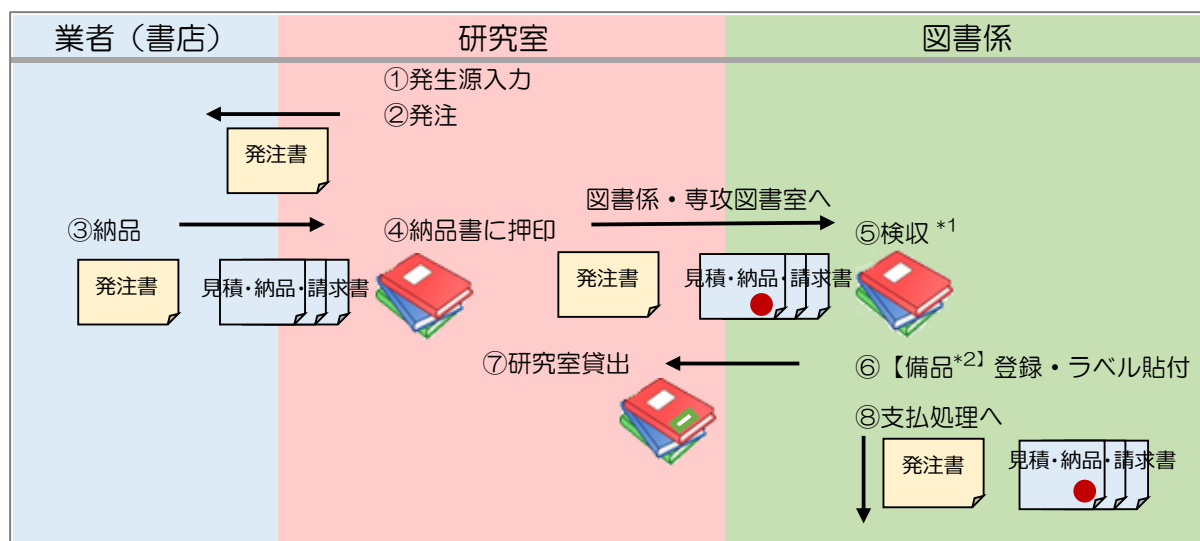 業者（書店）
研究室
図書係
①発生源入力
②発注
発注書
図書係・専攻図書室へ
③納品
④納品書に押印
⑤検収 *1
発注書
見積・納品・請求書
発注書
見積・納品・請求書
⑦研究室貸出
⑥【備品*2】登録・ラベル貼付
⑧支払処理へ
発注書
見積・納品・請求書